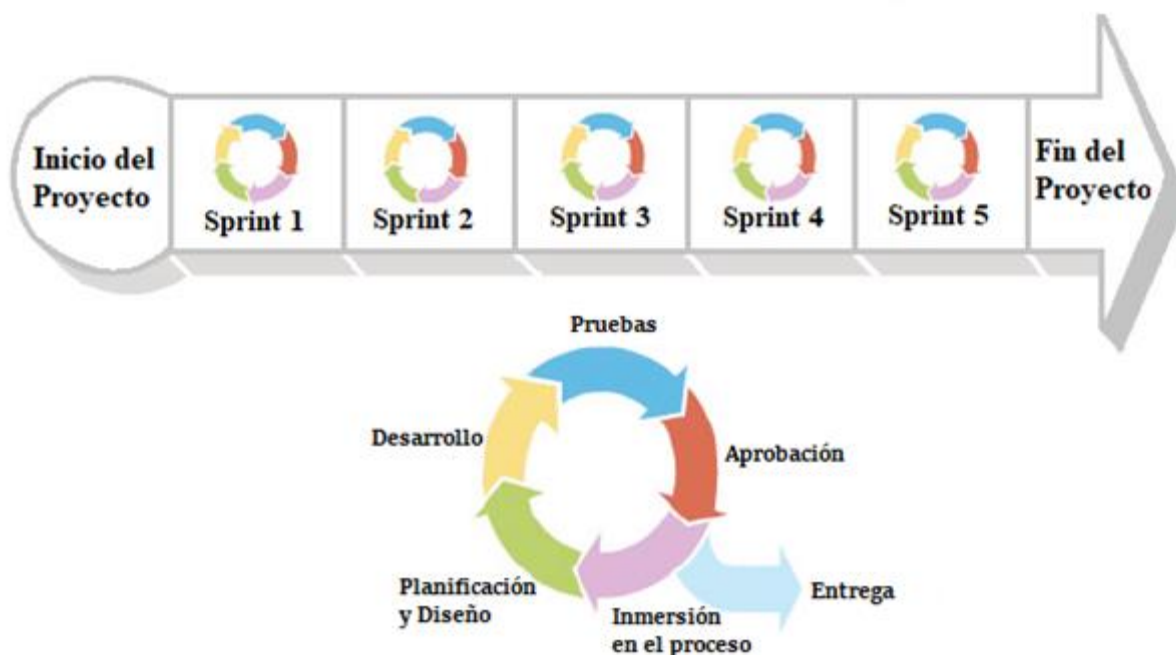 Inicio del
Proyecto
Sprint 1
Sprint 2
Sprint 3
Sprint 4
Sprint 5
Fin del
Proyecto
Pruebas
Desarrollo
Aprobación
Planificación
y Diseño
Inmersión
en el proceso
Entrega